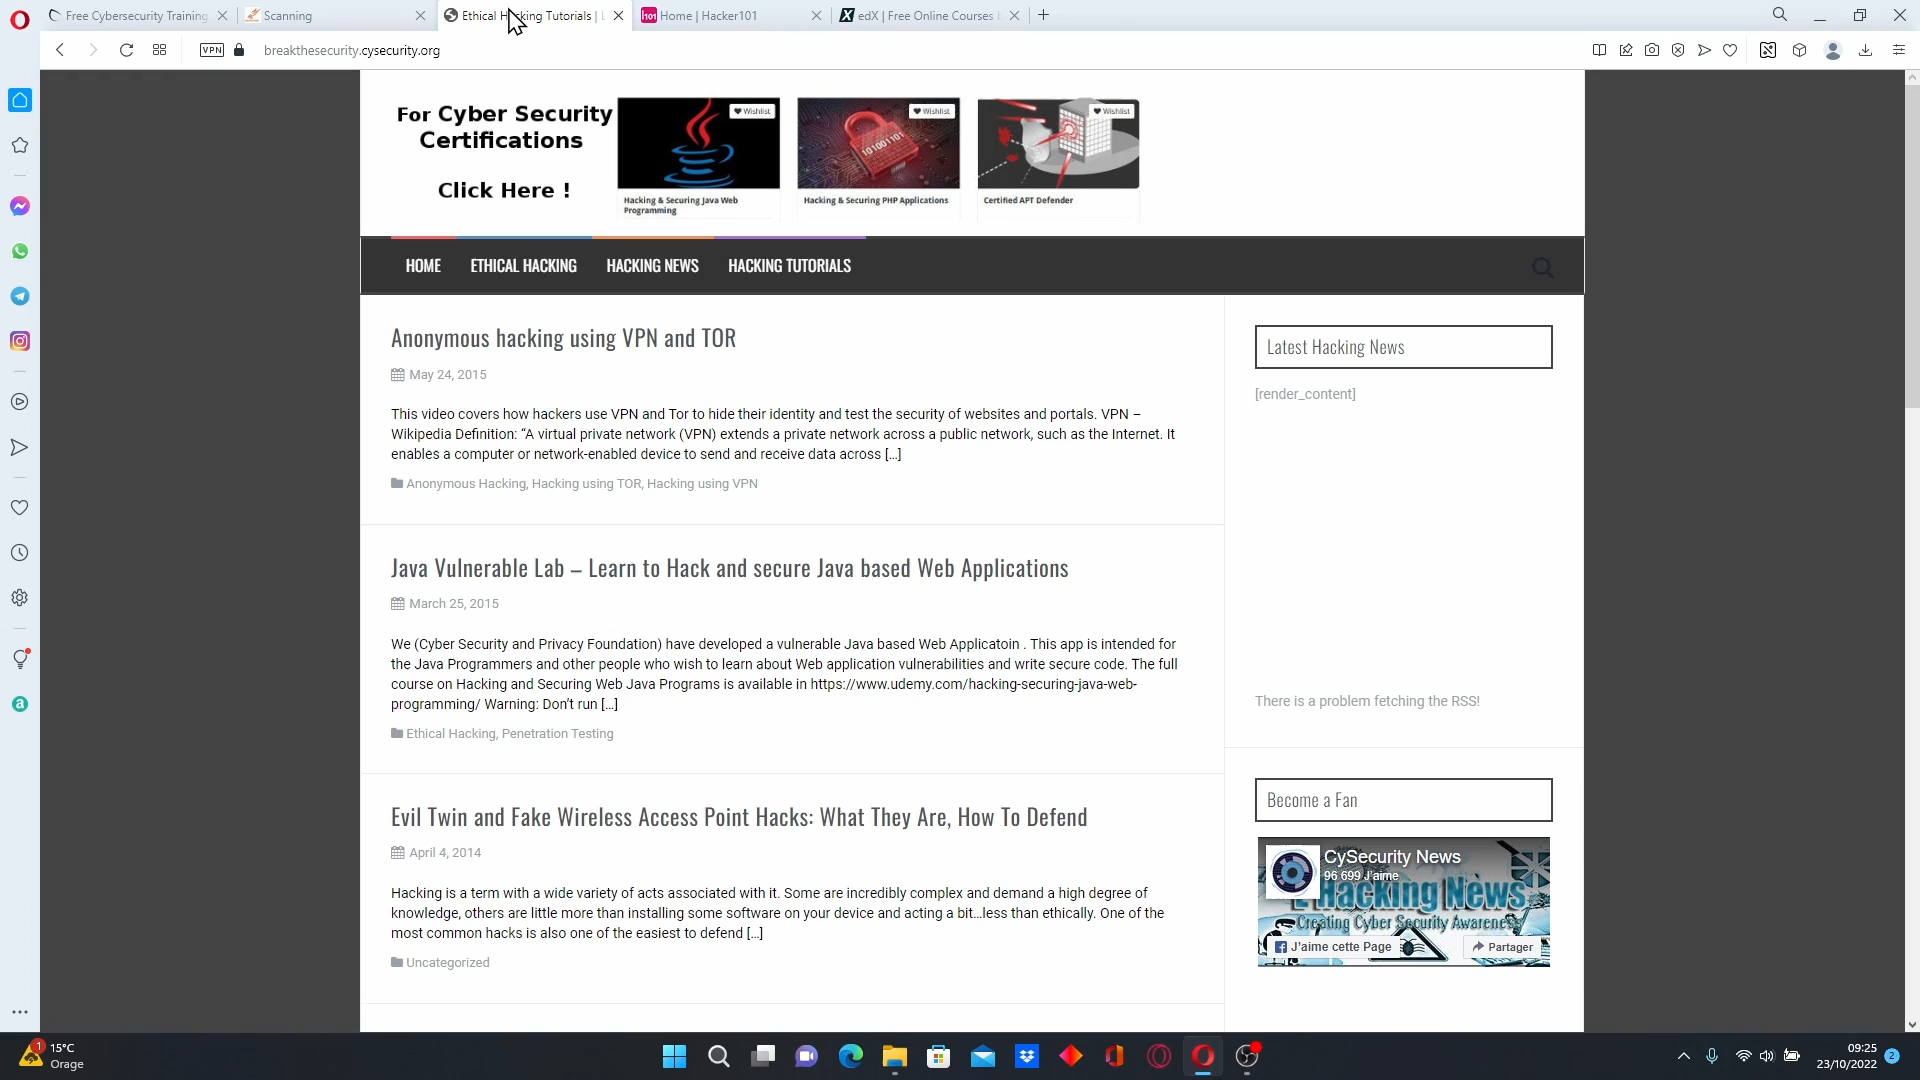 Free Cybersecurity Training
Scanning
Ethical Hacking Tutorials | L
Home | Hacker101
edX | Free Online Courses b
VPN
breakthesecurity.cysecurity.org
For Cyber Security
Certifications
Click Here !
Wishlist
Hacking & Securing Java Web
Programming
Wishlist
101001101
Hacking & Securing PHP Applications
Wishlist
Certified APT Defender
HOME
ETHICAL HACKING
HACKING NEWS
HACKING TUTORIALS
Anonymous hacking using VPN and TOR
May 24, 2015
This video covers how hackers use VPN and Tor to hide their identity and test the security of websites and portals. VPN –
Wikipedia Definition: “A virtual private network (VPN) extends a private network across a public network, such as the Internet. It
enables a computer or network-enabled device to send and receive data across [...]
Anonymous Hacking, Hacking using TOR, Hacking using VPN
Java Vulnerable Lab – Learn to Hack and secure Java based Web Applications
March 25, 2015
We (Cyber Security and Privacy Foundation) have developed a vulnerable Java based Web Applicatoin . This app is intended for
the Java Programmers and other people who wish to learn about Web application vulnerabilities and write secure code. The full
course on Hacking and Securing Web Java Programs is available in https://www.udemy.com/hacking-securing-java-web-
programming/ Warning: Don’t run [...]
Ethical Hacking, Penetration Testing
Evil Twin and Fake Wireless Access Point Hacks: What They Are, How To Defend
April 4, 2014
Hacking is a term with a wide variety of acts associated with it. Some are incredibly complex and demand a high degree of
knowledge, others are little more than installing some software on your device and acting a bit...less than ethically. One of the
most common hacks is also one of the easiest to defend [...]
Uncategorized
Latest Hacking News
[render_content]
There is a problem fetching the RSS!
Become a Fan
CySecurity News
96 699 J’aime
E Hacking News
Creating Cyber Security Awareness
J’aime cette Page
Partager
1
15°C
Orage
09:25
23/10/2022
2